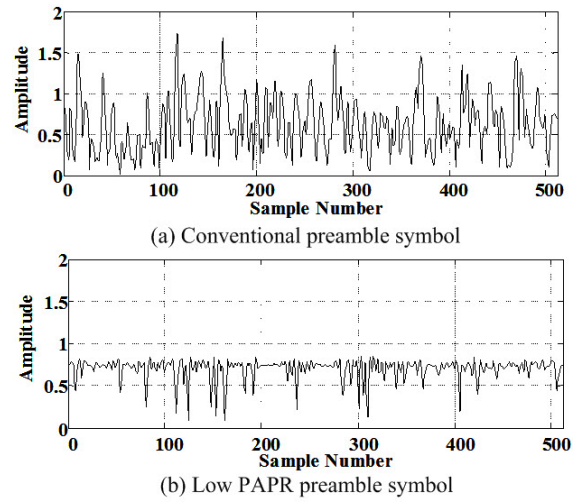 2
1.5
Amplitude
1
0.5
0
0 100 200 300 400 500
Sample Number
(a) Conventional preamble symbol
2
1.5
Amplitude
1
0.5
0
0 100 200 300 400 500
Sample Number
(b) Low PAPR preamble symbol